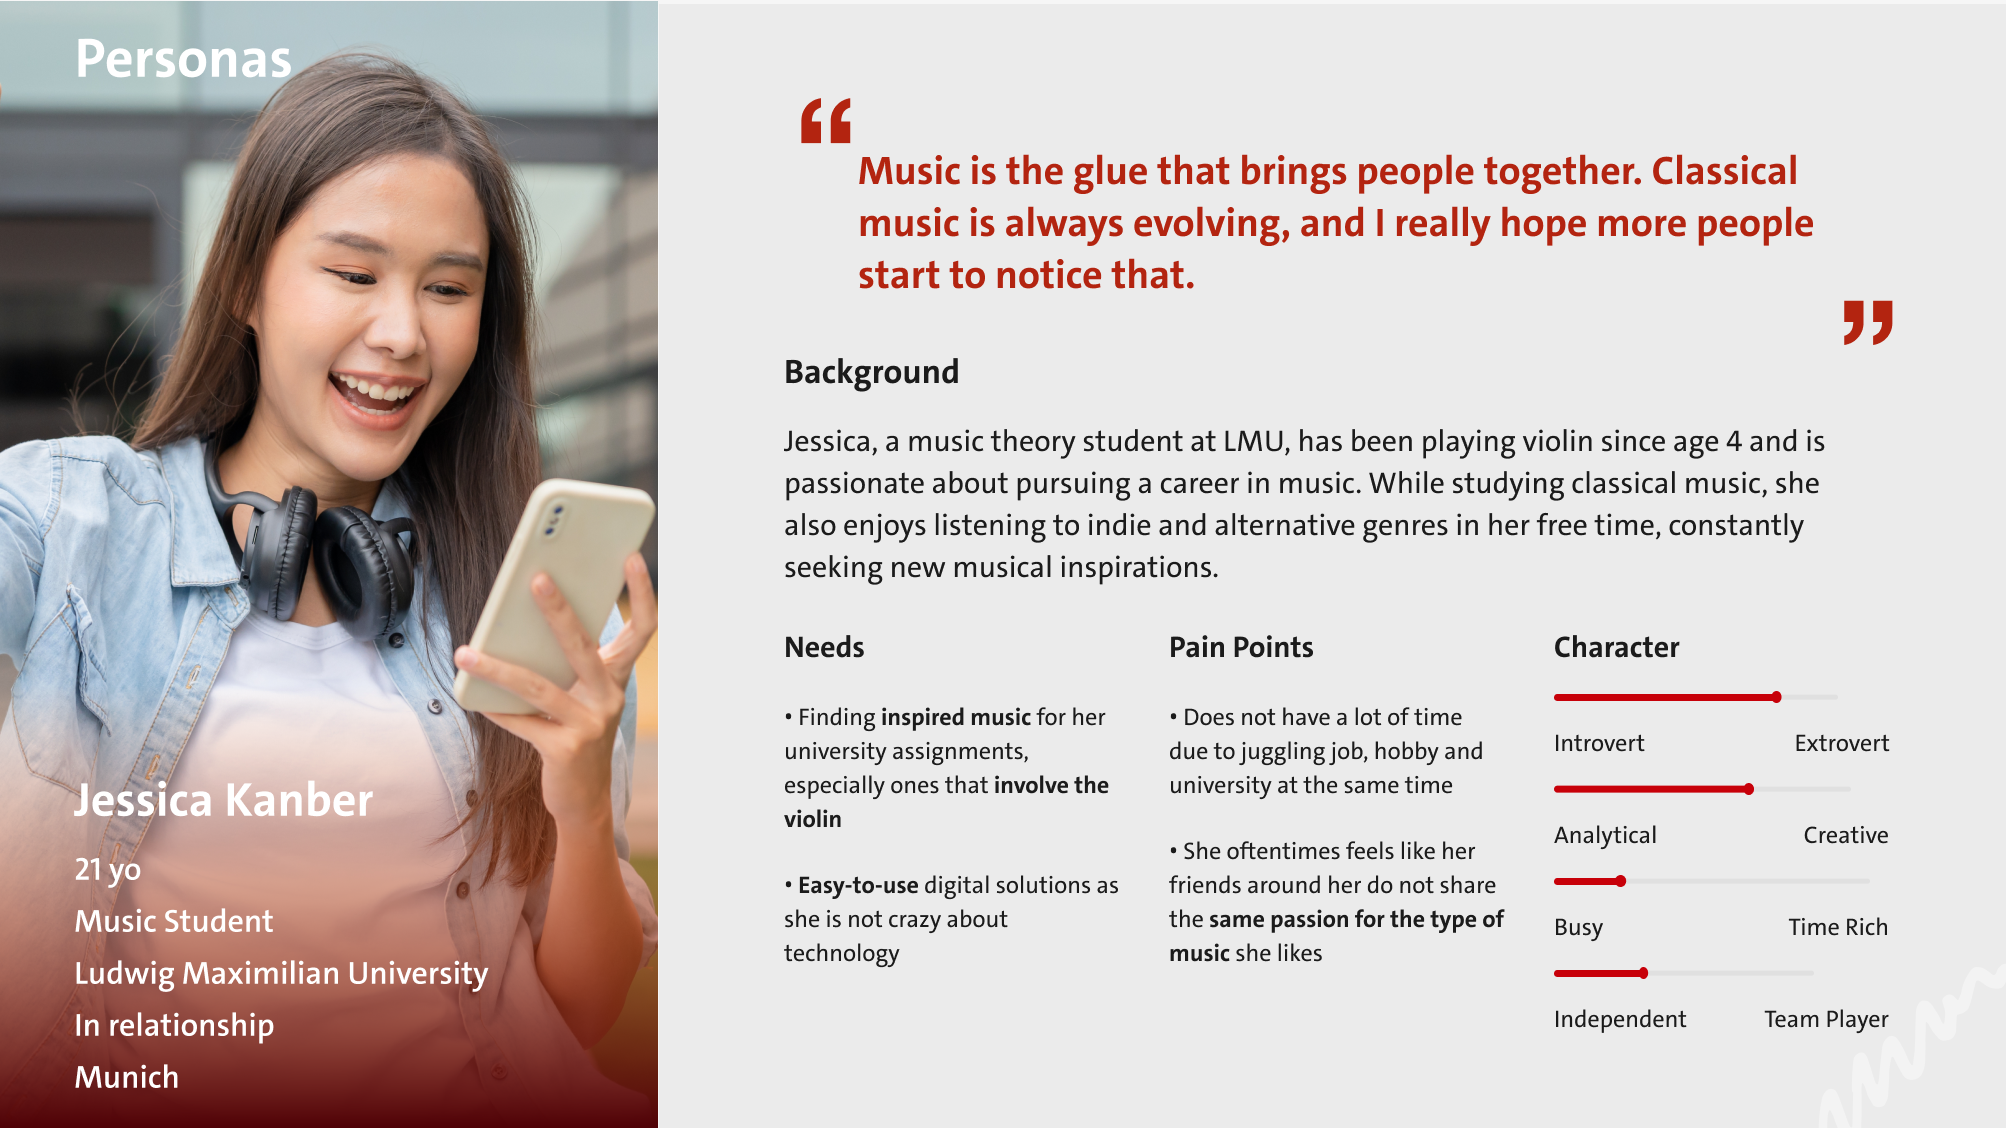 Personas
“
Music is the glue that brings people together. Classical
music is always evolving, and I really hope more people
start to notice that.
”
Background
Jessica, a music theory student at LMU, has been playing violin since age 4 and is
passionate about pursuing a career in music. While studying classical music, she
also enjoys listening to indie and alternative genres in her free time, constantly
seeking new musical inspirations.
Needs
• Finding inspired music for her
university assignments,
especially ones that involve the
violin
• Easy-to-use digital solutions as
she is not crazy about
technology
Pain Points
• Does not have a lot of time
due to juggling job, hobby and
university at the same time
• She oftentimes feels like her
friends around her do not share
the same passion for the type of
music she likes
Character
Introvert Extrovert
Analytical Creative
Busy Time Rich
Independent Team Player
Jessica Kanber
21 yo
Music Student
Ludwig Maximilian University
In relationship
Munich